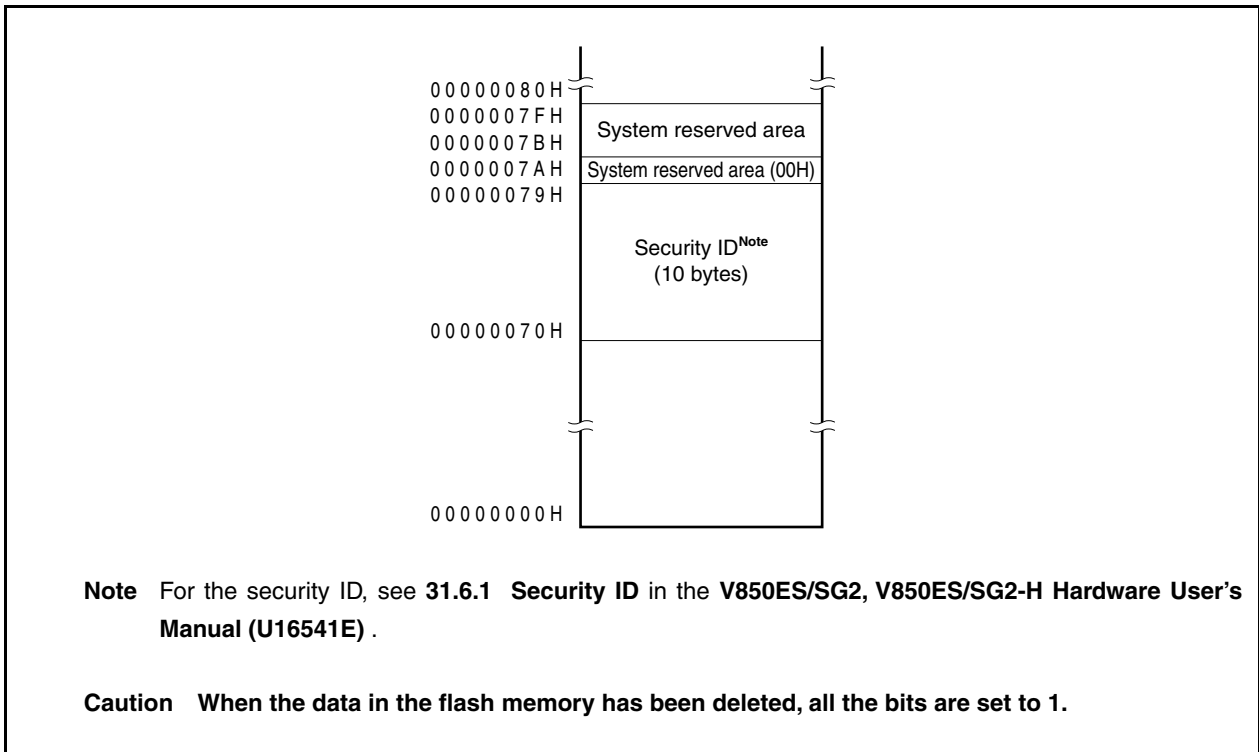 00000080H
0000007FH
System reserved area
0000007BH
0000007AH System reserved area (00H)
00000079H
Security IDNote
(10 bytes)
00000070H
00000000H
Note For the security ID, see 31.6.1 Security ID in the V850ES/SG2, V850ES/SG2-H Hardware User's
Manual (U16541E) .
Caution When the data in the flash memory has been deleted, all the bits are set to 1.